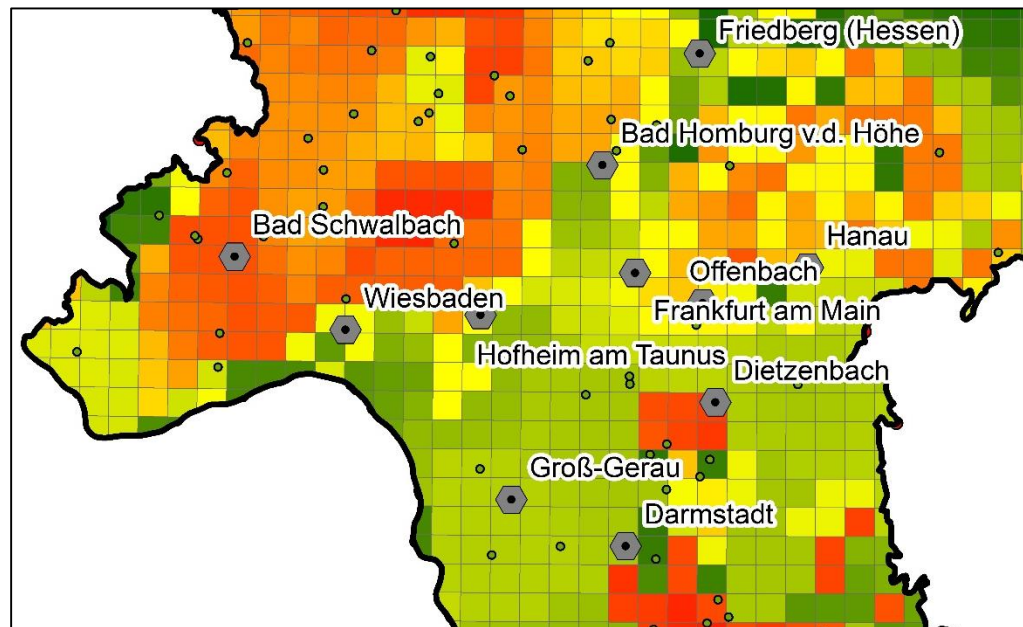 Friedberg (Hessen)
Bad Homburg v.d. Höhe
Bad Schwalbach
Hanau
Offenbach
Wiesbaden
Frankfurt am Main
Hofheim am Taunus
Dietzenbach
Groß-Gerau
Darmstadt